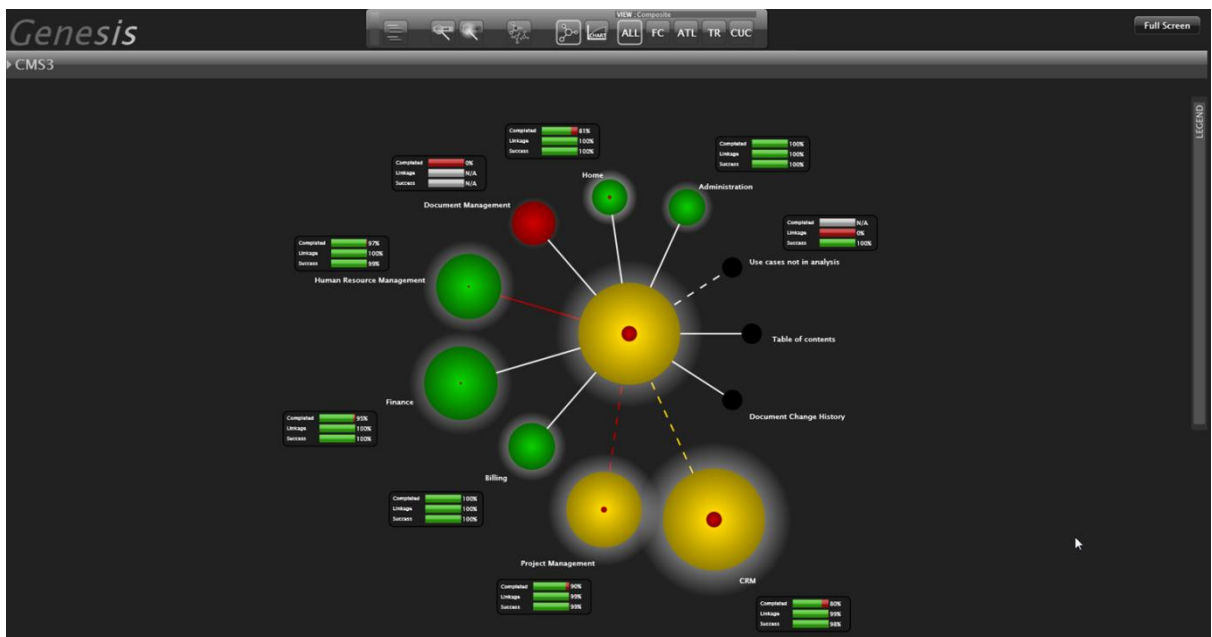 Genesis
VIEW : Composite
CHART
ALL FC ATL TR CUC
Full Screen
CMS3
LEGEND
Completed 81%
Linkage 100%
Success 100%
Home
Completed 100%
Linkage 100%
Success 100%
Administration
Completed 0%
Linkage N/A
Success N/A
Document Management
Completed N/A
Linkage 0%
Success 100%
Use cases not in analysis
Completed 97%
Linkage 100%
Success 99%
Human Resource Management
Table of contents
Finance
Completed 95%
Linkage 100%
Success 100%
Document Change History
Billing
Completed 100%
Linkage 100%
Success 100%
Project Management
Completed 90%
Linkage 99%
Success 99%
CRM
Completed 80%
Linkage 99%
Success 98%